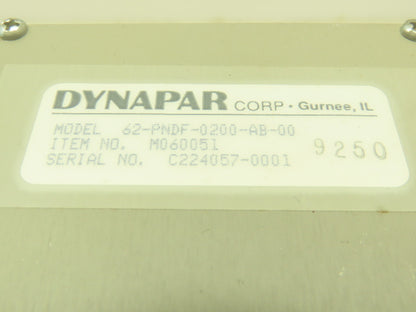 DYNAPAR CORP · Gurnee, IL
MODEL 62-PNDF-0200-AB-00
ITEM NO. M060051
SERIAL NO. C224057-0001
9250